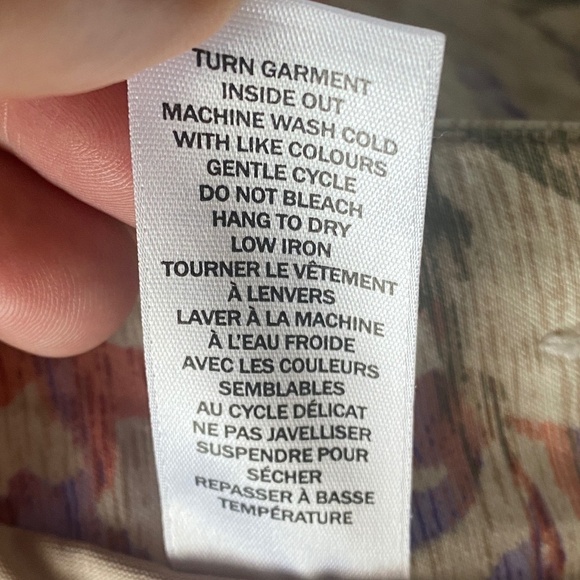 TURN GARMENT
INSIDE OUT
MACHINE WASH COLD
WITH LIKE COLOURS
GENTLE CYCLE
DO NOT BLEACH
HANG TO DRY
LOW IRON
TOURNER LE VÊTEMENT
À LENVERS
LAVER À LA MACHINE
À L'EAU FROIDE
AVEC LES COULEURS
SEMBLABLES
AU CYCLE DÉLICAT
NE PAS JAVELLISER
SUSPENDRE POUR
SÉCHER
REPASSER À BASSE
TEMPÉRATURE